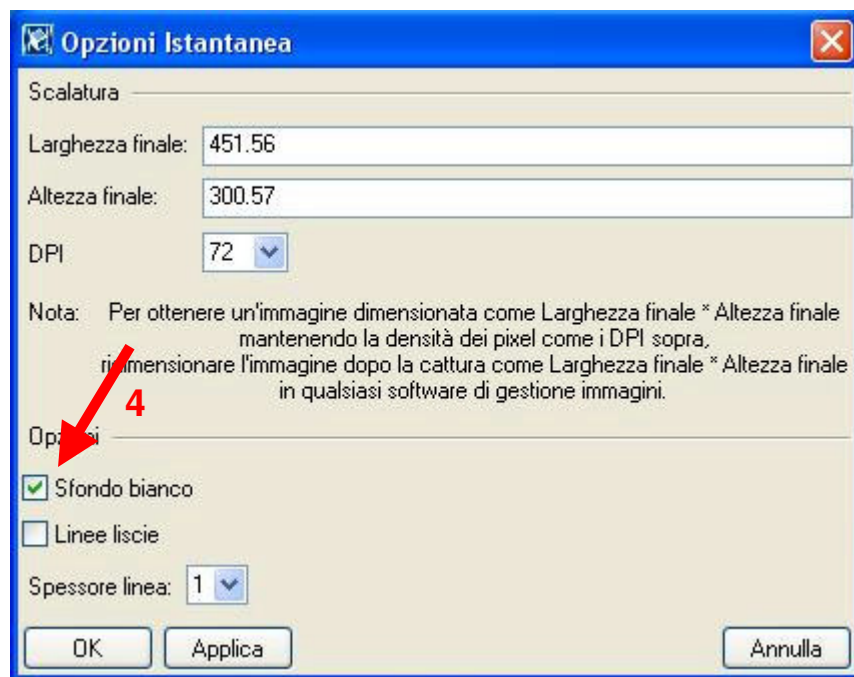 Opzioni Istantanea
Scalatura
Larghezza finale: 451.56
Altezza finale: 300.57
DPI 72
Nota: Per ottenere un'immagine dimensionata come Larghezza finale * Altezza finale
mantenendo la densità dei pixel come i DPI sopra,
ridimensionare l'immagine dopo la cattura come Larghezza finale * Altezza finale
in qualsiasi software di gestione immagini.
4
Opzioni
Sfondo bianco
Linee liscie
Spessore linea: 1
OK Applica Annulla